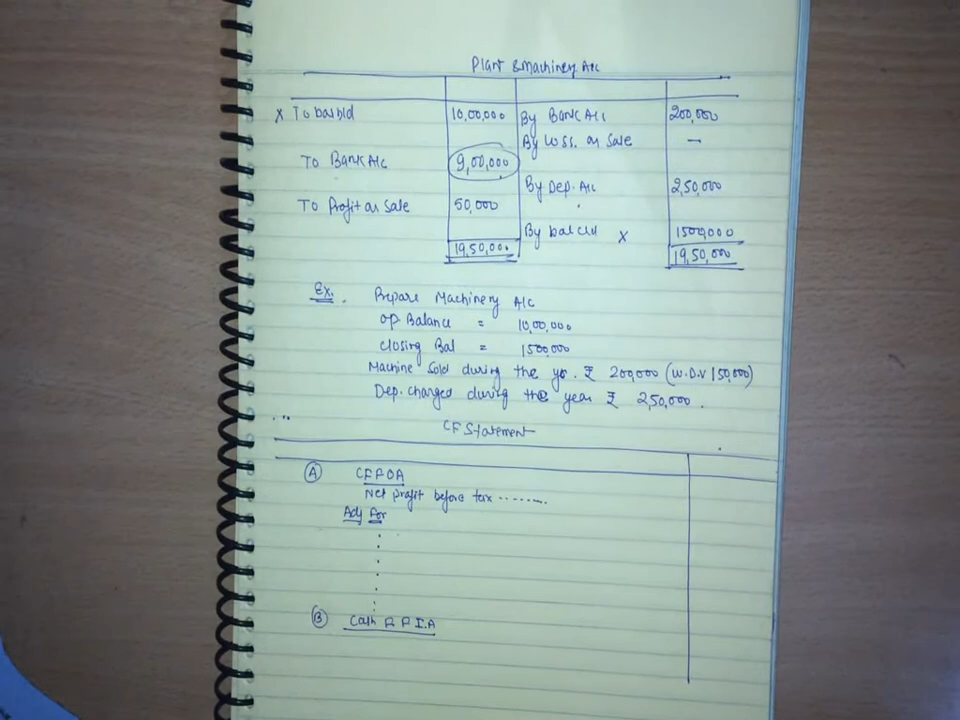 Plant & Machinery A/c
X To bal b/d 10,00,000 By Bank A/c 200,000
By Loss on Sale —
To Bank A/c 9,00,000
By Dep. A/c 2,50,000
To Profit on Sale 50,000
By bal c/d X 1500,000
19,50,000 19,50,000
Ex. Prepare Machinery A/c
op Balance = 10,00,000
Closing Bal = 1500,000
Machine Sold during the yr. ₹ 200,000 (W.D.V 150,000)
Dep. charged during the year ₹ 2,50,000.
CF Statement
(A) CFFOA
Net profit before tax ........
Adj for
(B) Cash F F I.A